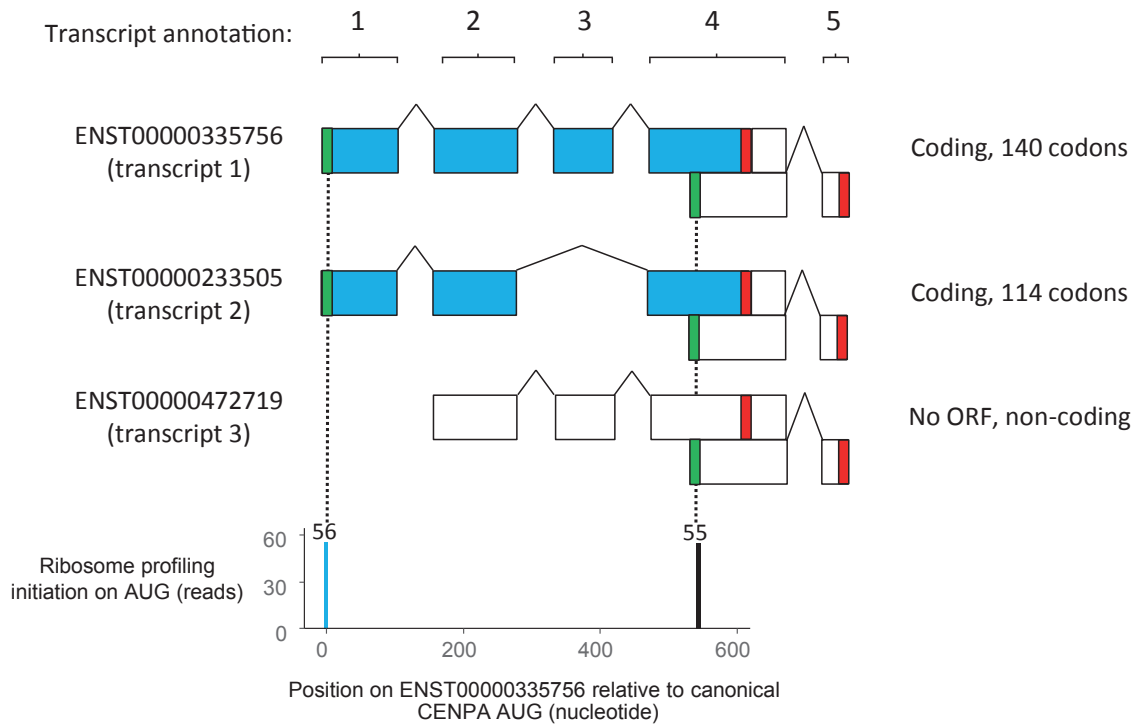 Transcript annotation:
1 2 3 4 5
ENST00000335756
(transcript 1)
Coding, 140 codons
ENST00000233505
(transcript 2)
Coding, 114 codons
ENST00000472719
(transcript 3)
No ORF, non-coding
56
55
60
30
0
Ribosome profiling
initiation on AUG (reads)
0 200 400 600
Position on ENST00000335756 relative to canonical
CENPA AUG (nucleotide)